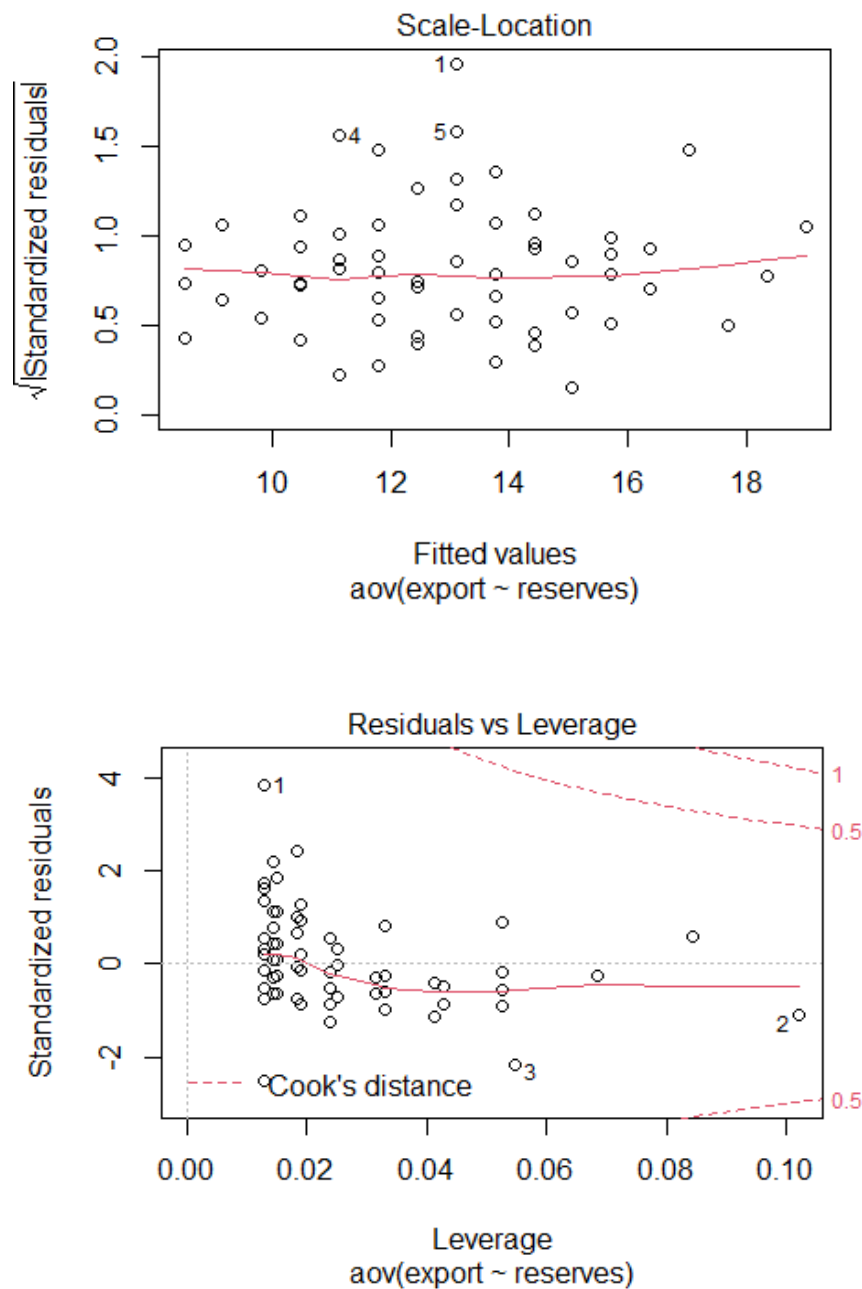 Scale-Location
√|Standardized residuals|
2.0
1.5
1.0
0.5
0.0
1
4
5
10 12 14 16 18
Fitted values
aov(export ~ reserves)
Residuals vs Leverage
Standardized residuals
4
2
0
-2
1
1
0.5
2
3
Cook's distance
0.5
0.00 0.02 0.04 0.06 0.08 0.10
Leverage
aov(export ~ reserves)